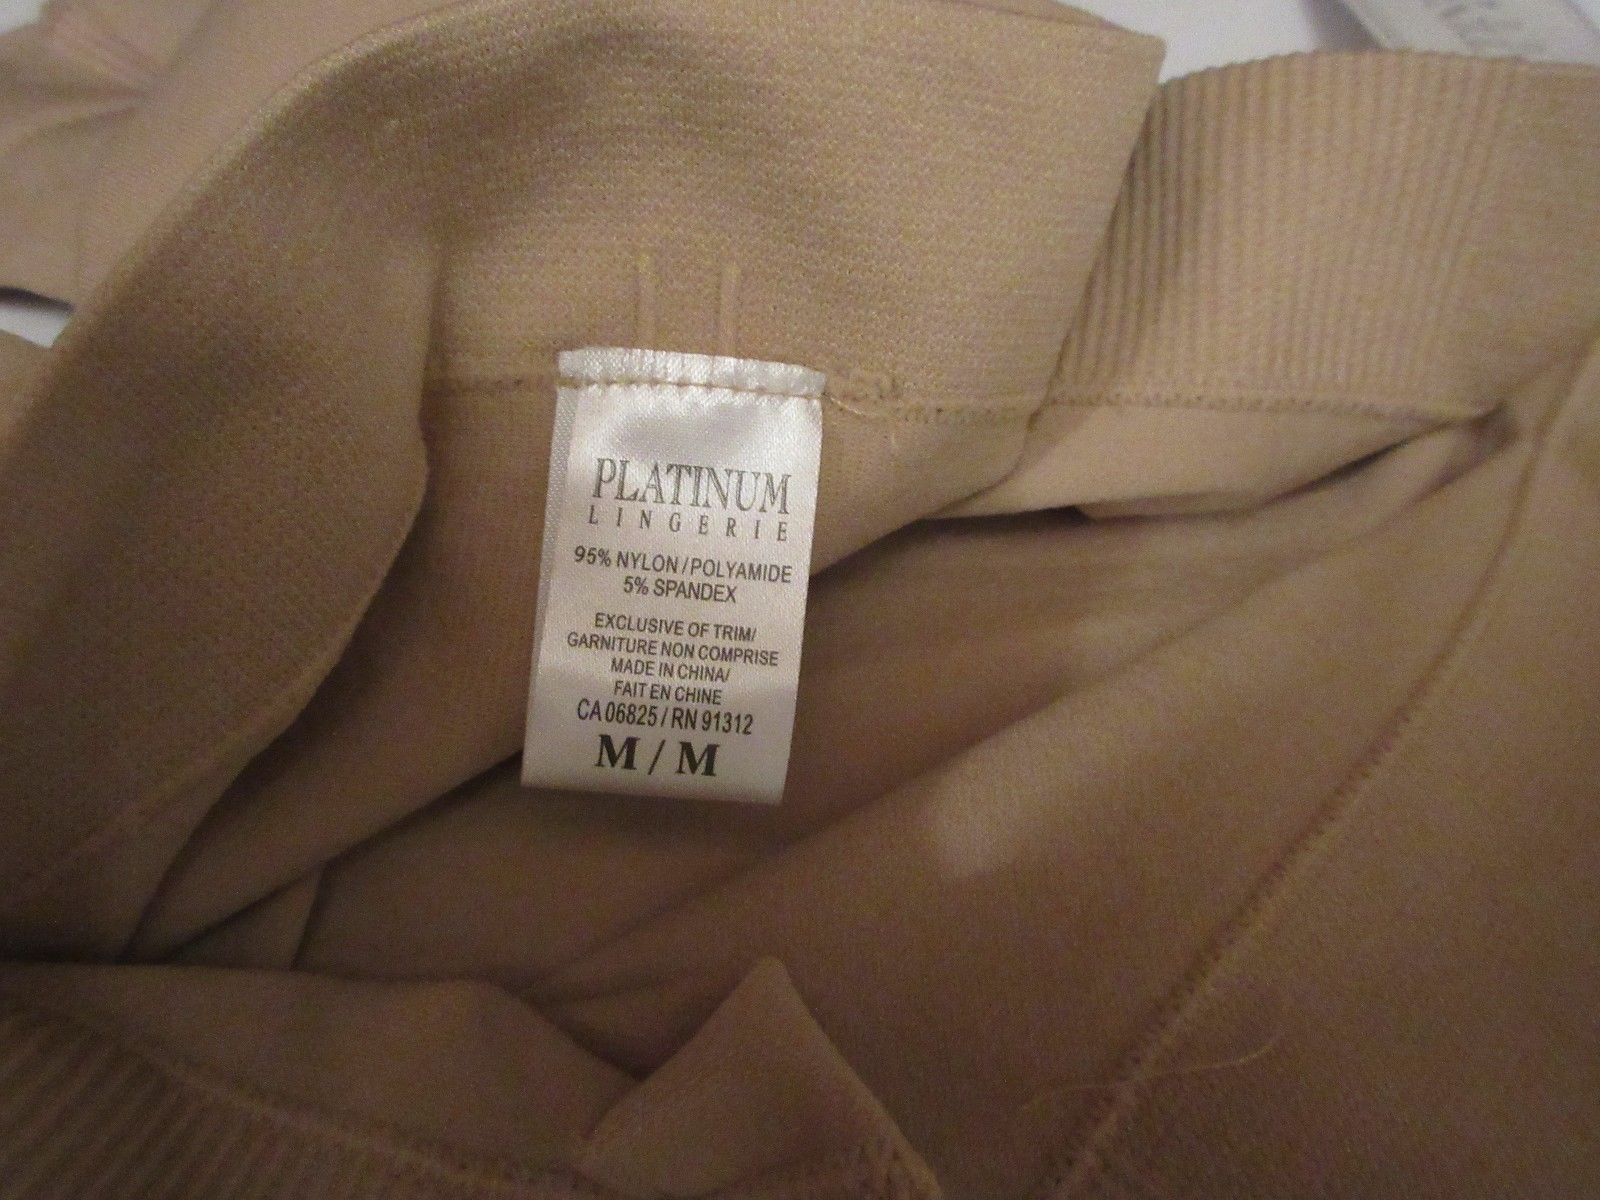 PLATINUM
LINGERIE
95% NYLON/POLYAMIDE
5% SPANDEX
EXCLUSIVE OF TRIM/
GARNITURE NON COMPRISE
MADE IN CHINA/
FAIT EN CHINE
CA 06825 / RN 91312
M / M